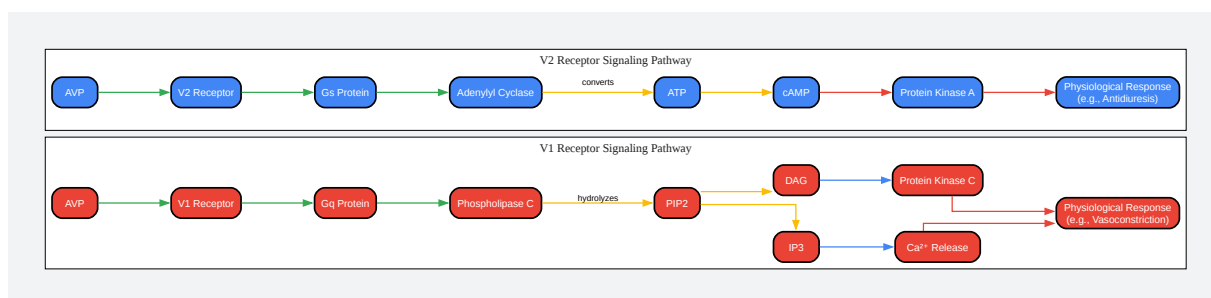 V2 Receptor Signaling Pathway
AVP
V2 Receptor
Gs Protein
Adenylyl Cyclase
converts
ATP
cAMP
Protein Kinase A
Physiological Response
(e.g., Antidiuresis)
V1 Receptor Signaling Pathway
AVP
V1 Receptor
Gq Protein
Phospholipase C
hydrolyzes
PIP2
DAG
Protein Kinase C
IP3
Ca²⁺ Release
Physiological Response
(e.g., Vasoconstriction)